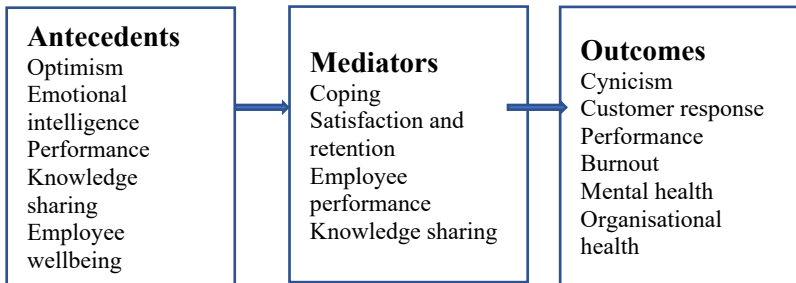 Antecedents
Optimism
Emotional
intelligence
Performance
Knowledge
sharing
Employee
wellbeing
Mediators
Coping
Satisfaction and
retention
Employee
performance
Knowledge sharing
Outcomes
Cynicism
Customer response
Performance
Burnout
Mental health
Organisational
health